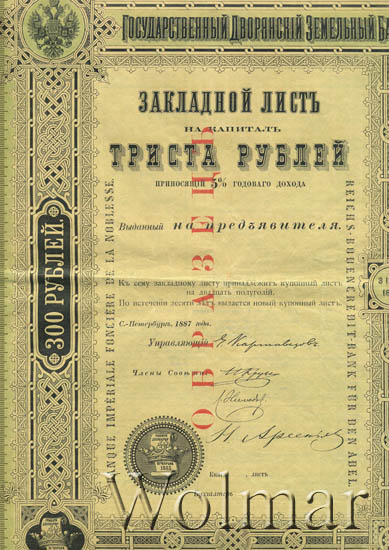 Государственный Дворянскій Земельный
ЗАКЛАДНОЙ ЛИСТЪ
НА КАПИТАЛЪ
ТРИСТА РУБЛЕЙ
ПРИНОСЯЩІЙ 5% ГОДОВАГО ДОХОДА
Выданный на предъявителя.
Къ сему закладному листу принадлежитъ купонный листъ
на двадцать полугодій.
По истеченіи десяти лѣтъ выдается новый купонный листъ.
С.-Петербургъ, 1887 года.
Управляющій
Члены Совѣта
листъ
300 РУБЛЕЙ.
BANQUE IMPÉRIALE FONCIÈRE DE LA NOBLESSE.
REICHS-BODENCREDIT-BANK FÜR DEN ADEL.
ОБРАЗЕЦЪ
Wolmar